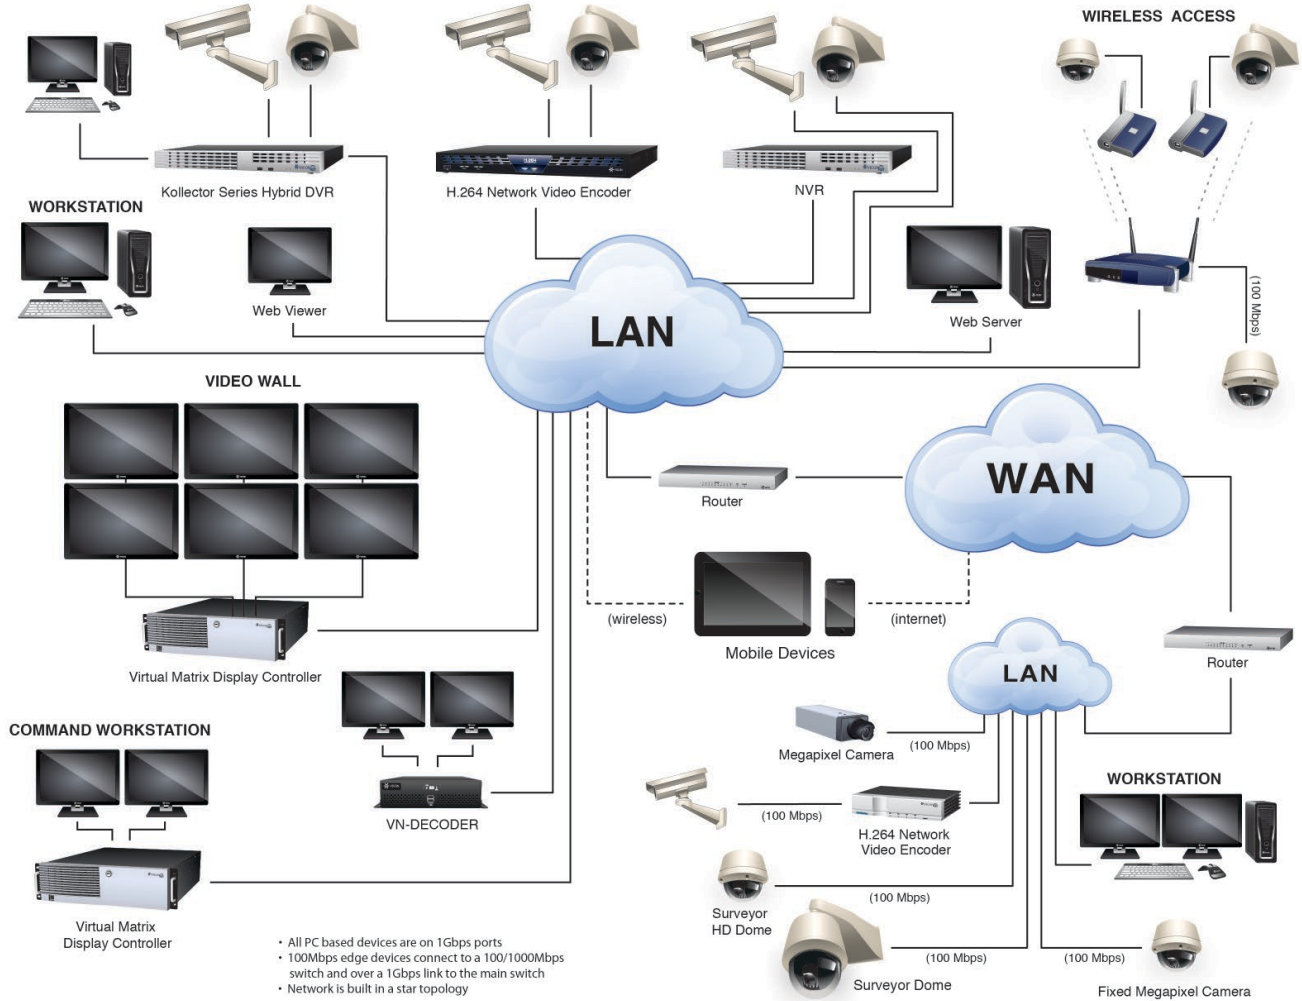 WIRELESS ACCESS
Kollector Series Hybrid DVR
H.264 Network Video Encoder
NVR
WORKSTATION
Web Viewer
Web Server
(100 Mbps)
LAN
VIDEO WALL
WAN
Router
(wireless)
(internet)
Mobile Devices
Router
LAN
Virtual Matrix Display Controller
COMMAND WORKSTATION
Megapixel Camera
(100 Mbps)
WORKSTATION
VN-DECODER
(100 Mbps)
H.264 Network
Video Encoder
(100 Mbps)
Surveyor
HD Dome
Virtual Matrix
Display Controller
• All PC based devices are on 1Gbps ports
• 100Mbps edge devices connect to a 100/1000Mbps
switch and over a 1Gbps link to the main switch
• Network is built in a star topology
(100 Mbps)
(100 Mbps)
Surveyor Dome
Fixed Megapixel Camera